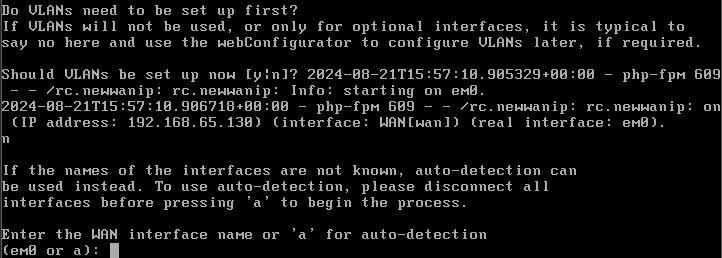 Do VLANs need to be set up first?
If VLANs will not be used, or only for optional interfaces, it is typical to
say no here and use the webConfigurator to configure VLANs later, if required.
Should VLANs be set up now [y|n]? 2024-08-21T15:57:10.905329+00:00 - php-fpm 609
 - - /rc.newwanip: rc.newwanip: Info: starting on em0.
2024-08-21T15:57:10.906718+00:00 - php-fpm 609 - - /rc.newwanip: rc.newwanip: on
 (IP address: 192.168.65.130) (interface: WAN[wan]) (real interface: em0).
n
If the names of the interfaces are not known, auto-detection can
be used instead. To use auto-detection, please disconnect all
interfaces before pressing 'a' to begin the process.
Enter the WAN interface name or 'a' for auto-detection
(em0 or a):